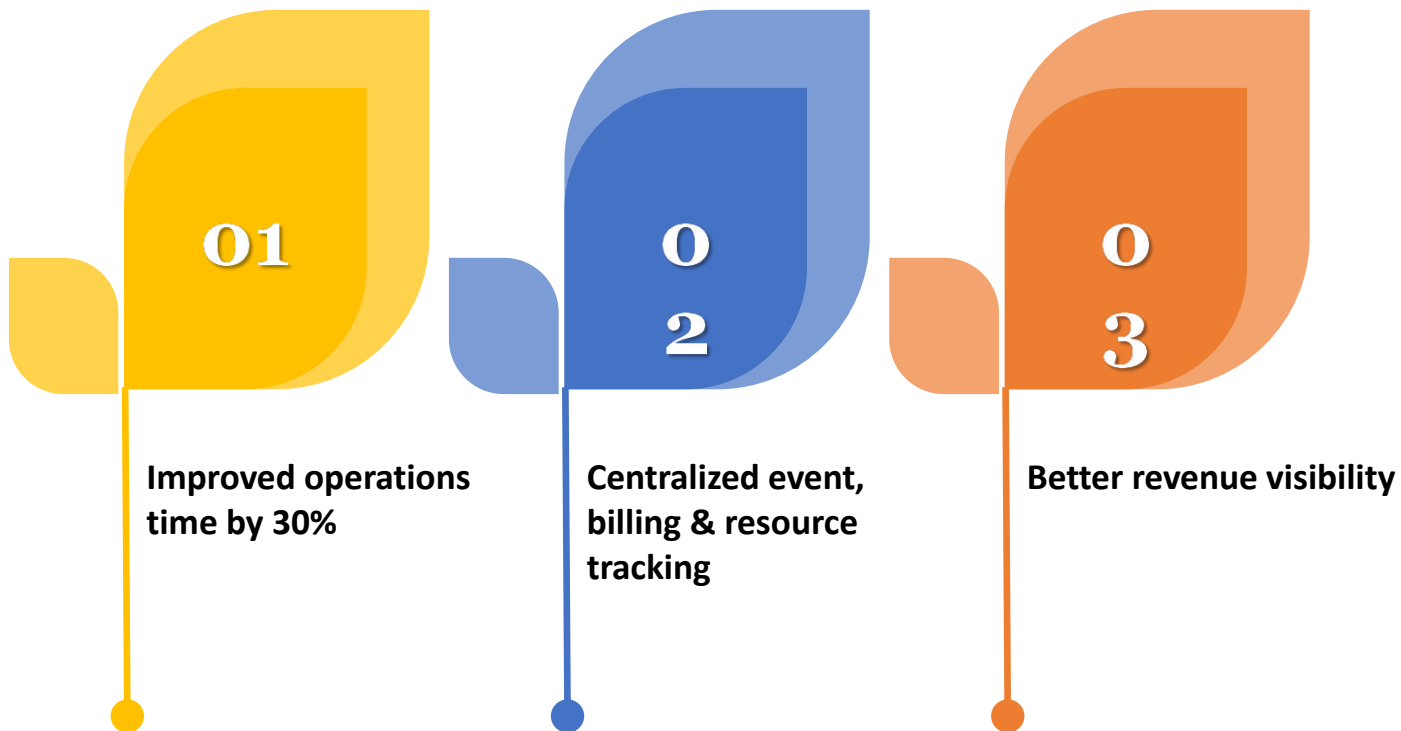 01
0
2
0
3
Improved operations
time by 30%
Centralized event,
billing & resource
tracking
Better revenue visibility